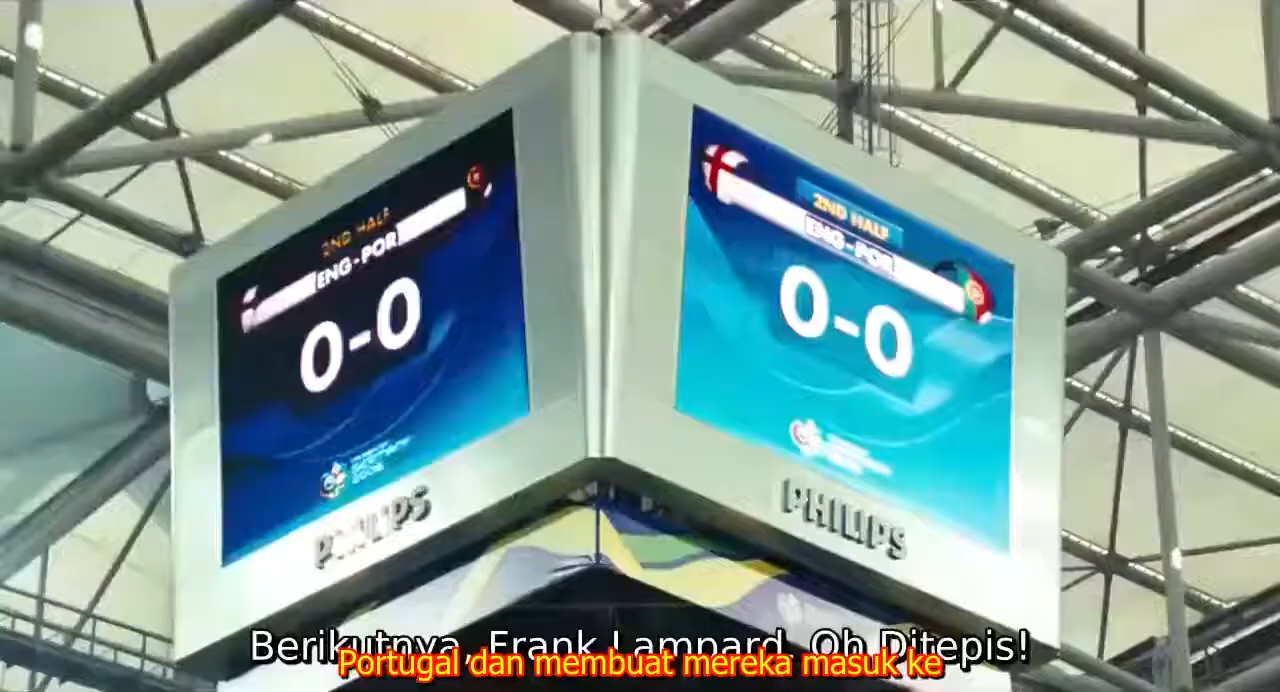 2ND HALF
ENG-POR
0-0
PHILIPS
2ND HALF
ENG-POR
0-0
PHILIPS
Berikutnya, Frank Lampard. Oh Ditepis!
Portugal dan membuat mereka masuk ke